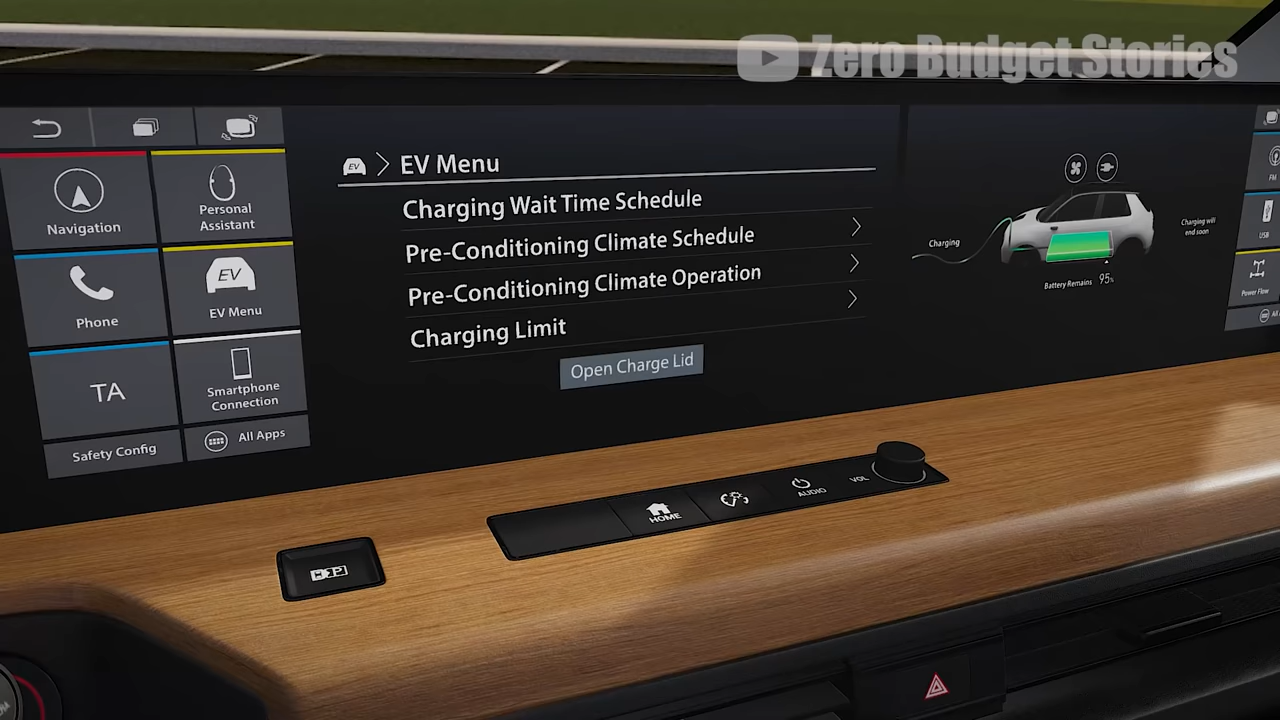 Zero Budget Stories
EV
EV Menu
Charging Wait Time Schedule
Pre-Conditioning Climate Schedule
Pre-Conditioning Climate Operation
Charging Limit
Open Charge Lid
Navigation
Personal
Assistant
Phone
EV
EV Menu
TA
Smartphone
Connection
Safety Config
All Apps
Charging
Charging will
end soon
Battery Remains 95%
FM
USB
Power Flow
HOME
AUDIO
VOL